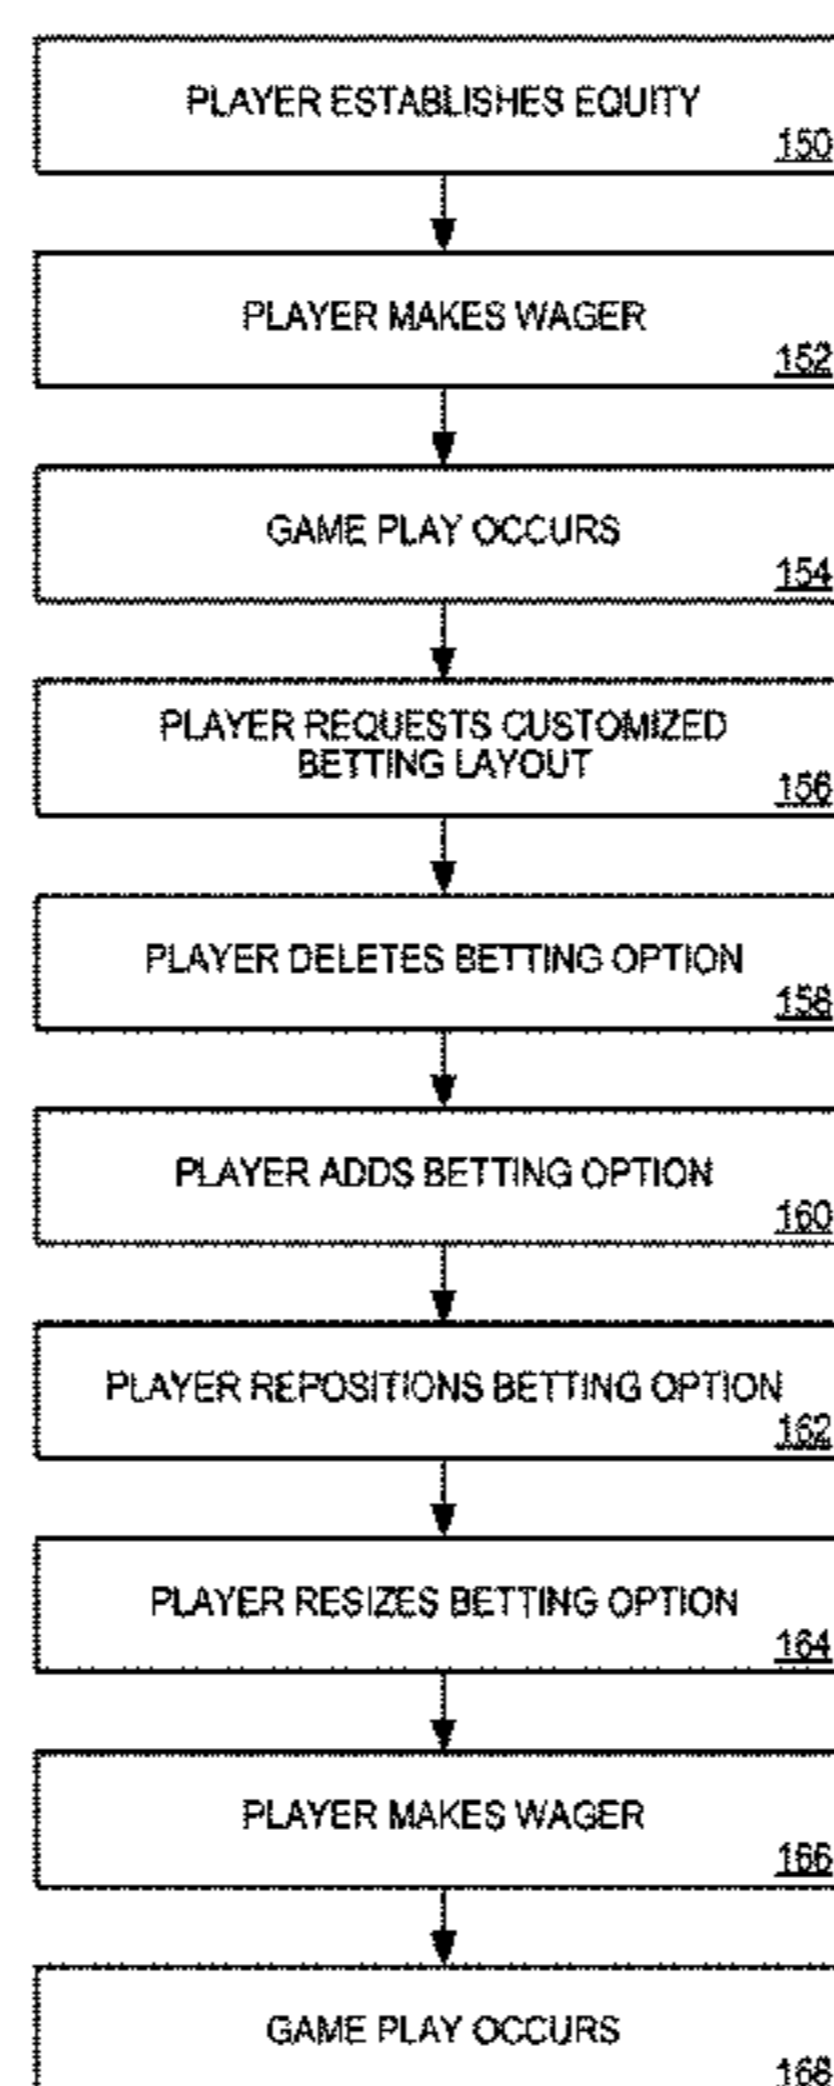 PLAYER ESTABLISHES EQUITY
150
PLAYER MAKES WAGER
152
GAME PLAY OCCURS
154
PLAYER REQUESTS CUSTOMIZED
BETTING LAYOUT
156
PLAYER DELETES BETTING OPTION
158
PLAYER ADDS BETTING OPTION
160
PLAYER REPOSITIONS BETTING OPTION
162
PLAYER RESIZES BETTING OPTION
164
PLAYER MAKES WAGER
166
GAME PLAY OCCURS
168